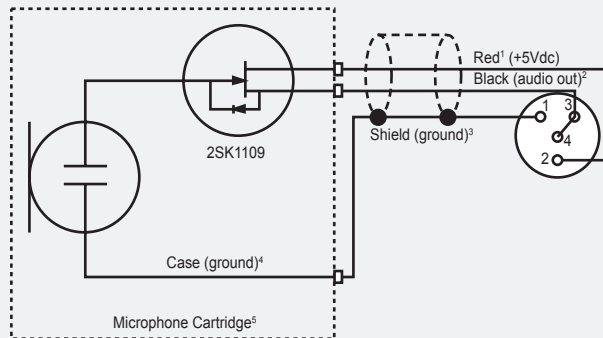 Red¹ (+5Vdc)
Black (audio out)²
1
3
4
2
Shield (ground)³
2SK1109
Case (ground)⁴
Microphone Cartridge⁵